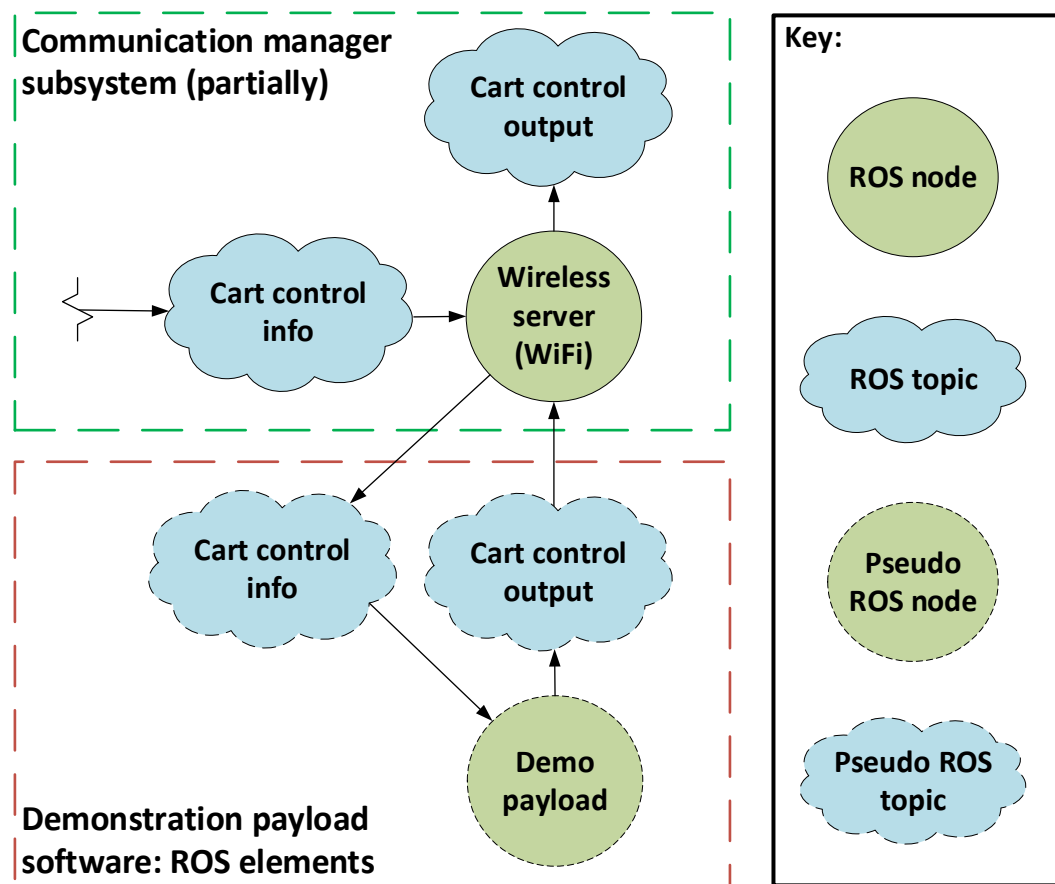 Communication manager
subsystem (partially)
Cart control
output
Cart control
info
Wireless
server
(WiFi)
Cart control
info
Cart control
output
Demo
payload
Demonstration payload
software: ROS elements
Key:
ROS node
ROS topic
Pseudo
ROS node
Pseudo ROS
topic